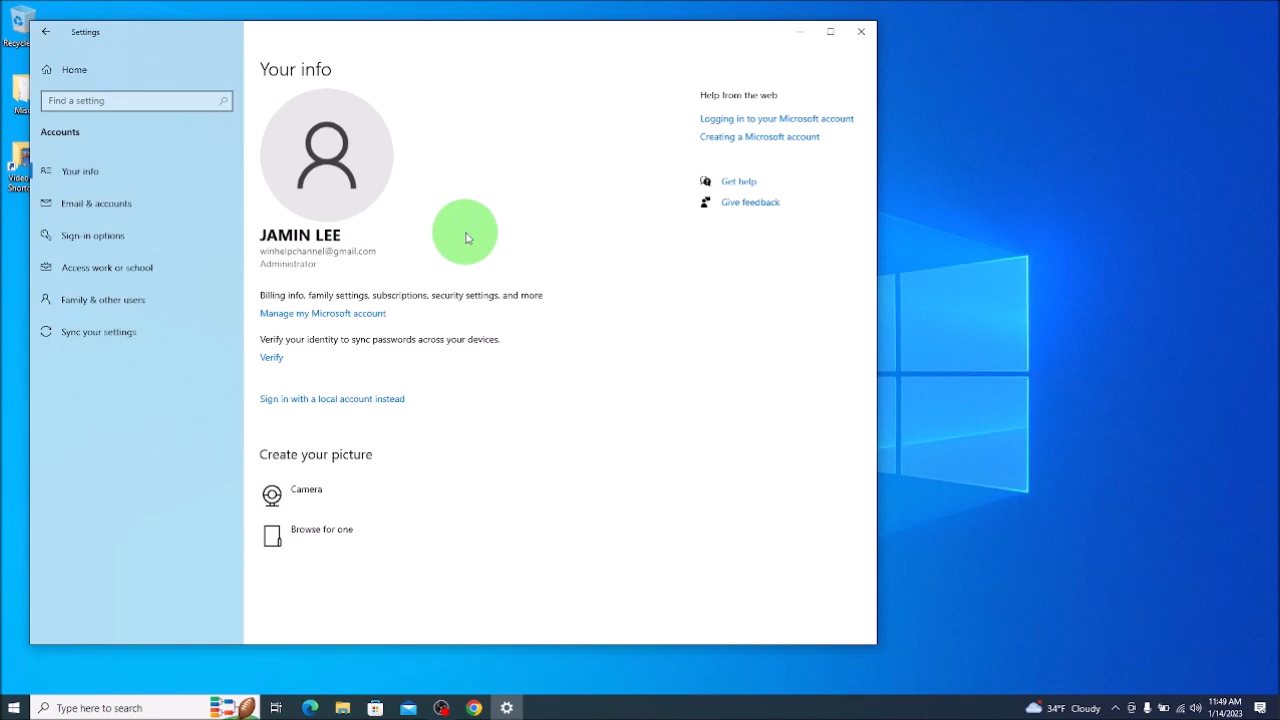 Recycle
Misc
Video
Shortc
Settings
Home
Find a setting
Accounts
Your info
Email & accounts
Sign-in options
Access work or school
Family & other users
Sync your settings
Your info
JAMIN LEE
winhelpchannel@gmail.com
Administrator
Billing info, family settings, subscriptions, security settings, and more
Manage my Microsoft account
Verify your identity to sync passwords across your devices.
Verify
Sign in with a local account instead
Create your picture
Camera
Browse for one
Help from the web
Logging in to your Microsoft account
Creating a Microsoft account
Get help
Give feedback
Type here to search
34°F Cloudy
11:49 AM
1/14/2023